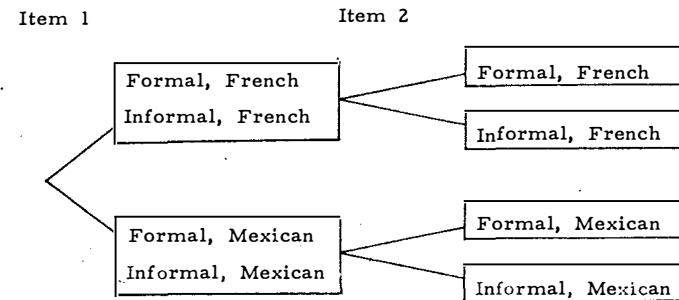 Item 1
Item 2
Formal, French
Informal, French
Formal, French
Informal, French
Formal, Mexican
Informal, Mexican
Formal, Mexican
Informal, Mexican